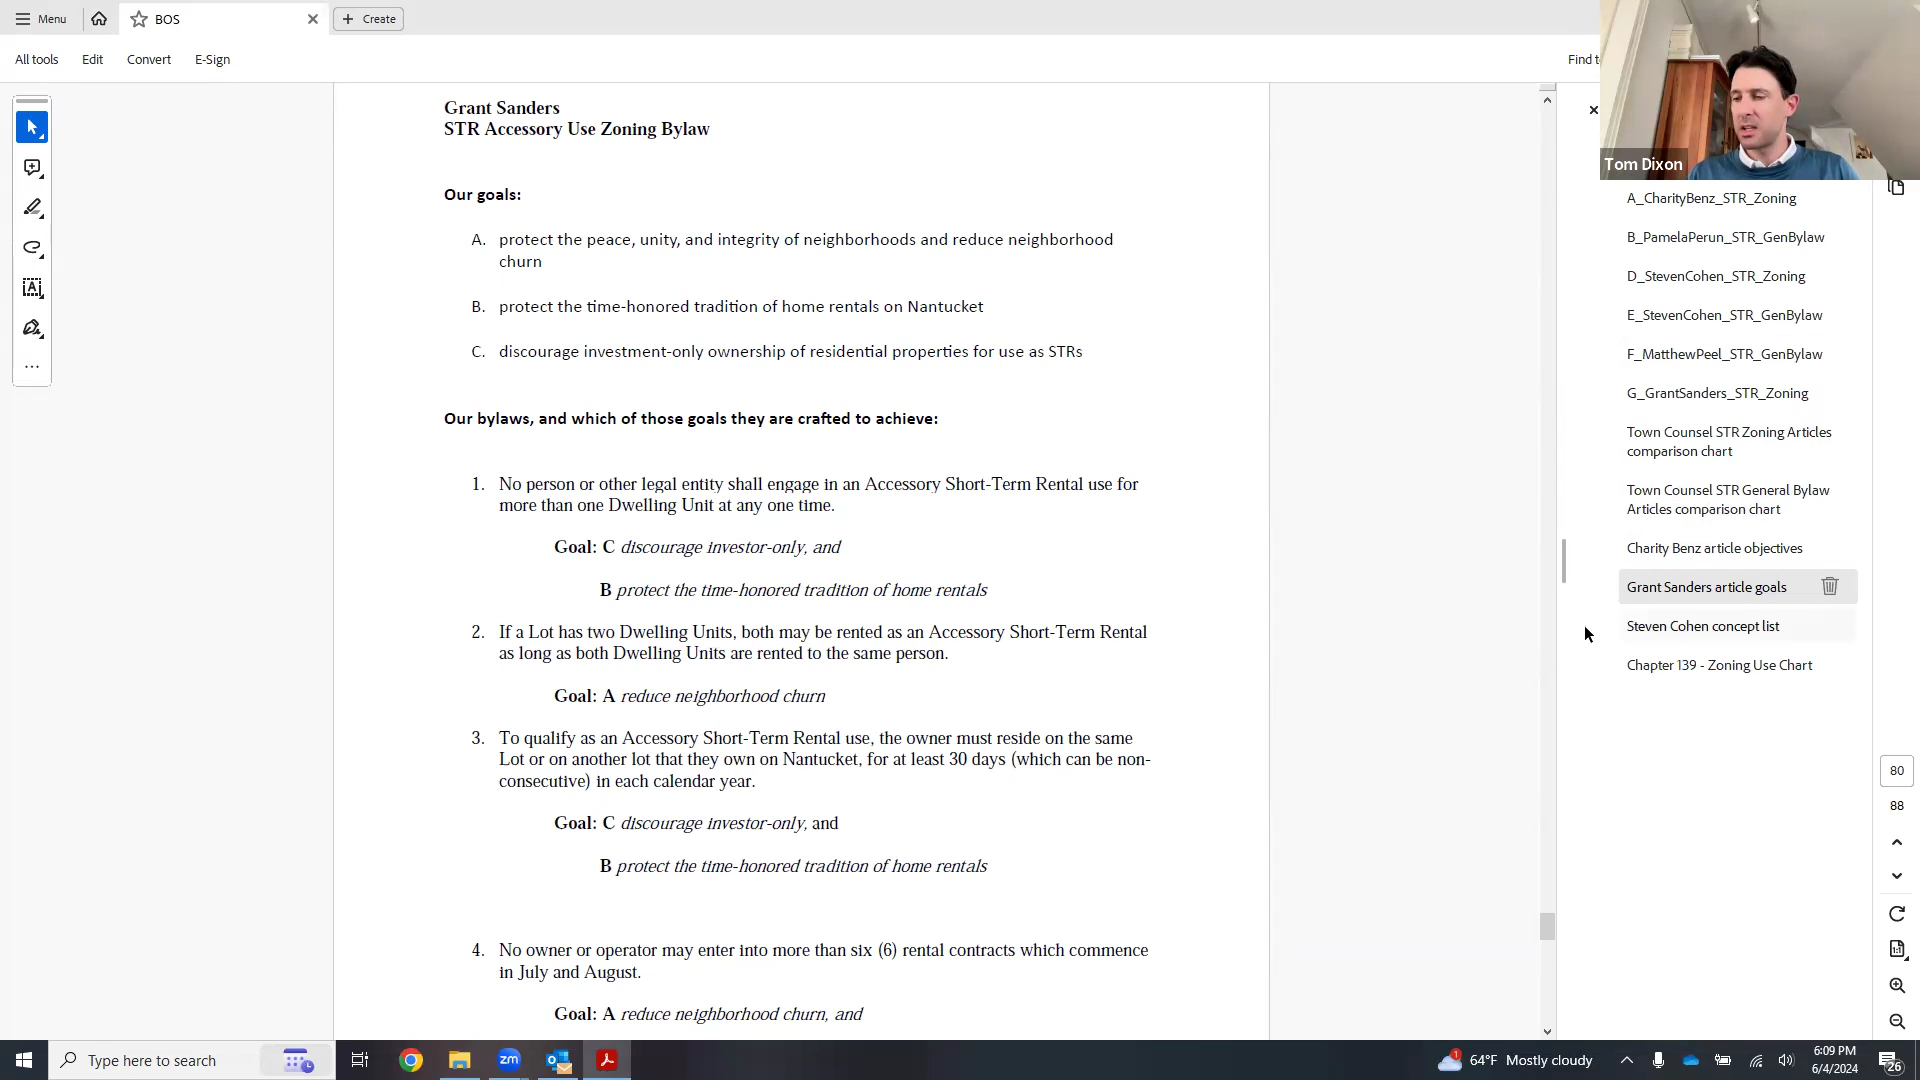 Menu
BOS
Create
All tools
Edit
Convert
E-Sign
Find t
Tom Dixon
Grant Sanders
STR Accessory Use Zoning Bylaw
Our goals:
A. protect the peace, unity, and integrity of neighborhoods and reduce neighborhood
churn
B. protect the time-honored tradition of home rentals on Nantucket
C. discourage investment-only ownership of residential properties for use as STRs
Our bylaws, and which of those goals they are crafted to achieve:
1. No person or other legal entity shall engage in an Accessory Short-Term Rental use for
more than one Dwelling Unit at any one time.
Goal: C discourage investor-only, and
B protect the time-honored tradition of home rentals
2. If a Lot has two Dwelling Units, both may be rented as an Accessory Short-Term Rental
as long as both Dwelling Units are rented to the same person.
Goal: A reduce neighborhood churn
3. To qualify as an Accessory Short-Term Rental use, the owner must reside on the same
Lot or on another lot that they own on Nantucket, for at least 30 days (which can be non-
consecutive) in each calendar year.
Goal: C discourage investor-only, and
B protect the time-honored tradition of home rentals
4. No owner or operator may enter into more than six (6) rental contracts which commence
in July and August.
Goal: A reduce neighborhood churn, and
A_CharityBenz_STR_Zoning
B_PamelaPerun_STR_GenBylaw
D_StevenCohen_STR_Zoning
E_StevenCohen_STR_GenBylaw
F_MatthewPeel_STR_GenBylaw
G_GrantSanders_STR_Zoning
Town Counsel STR Zoning Articles
comparison chart
Town Counsel STR General Bylaw
Articles comparison chart
Charity Benz article objectives
Grant Sanders article goals
Steven Cohen concept list
Chapter 139 - Zoning Use Chart
80
88
1:1
Type here to search
zm
1
64°F Mostly cloudy
6:09 PM
6/4/2024
26